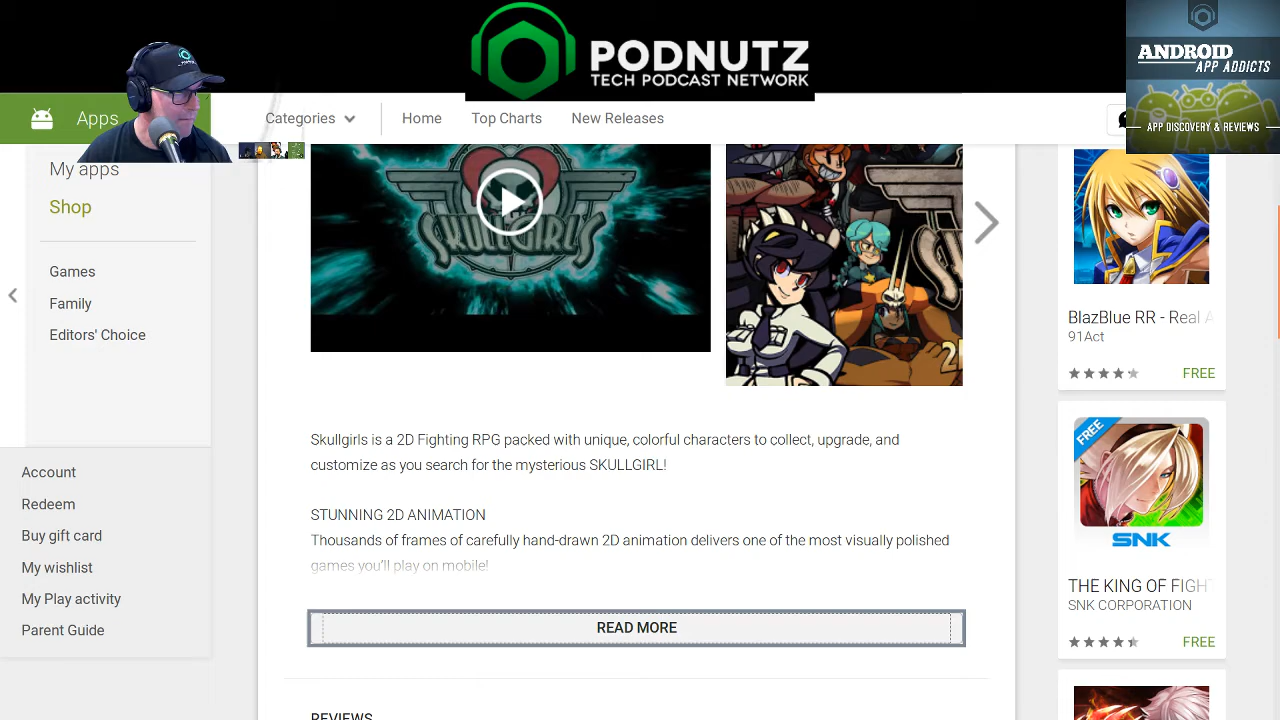 PODNUTZ
TECH PODCAST NETWORK
ANDROID
APP ADDICTS
APP DISCOVERY & REVIEWS
Apps
Categories
Home
Top Charts
New Releases
My apps
Shop
Games
Family
Editors' Choice
Account
Redeem
Buy gift card
My wishlist
My Play activity
Parent Guide
SKULLGIRLS
Skullgirls is a 2D Fighting RPG packed with unique, colorful characters to collect, upgrade, and
customize as you search for the mysterious SKULLGIRL!
STUNNING 2D ANIMATION
Thousands of frames of carefully hand-drawn 2D animation delivers one of the most visually polished
games you'll play on mobile!
READ MORE
REVIEWS
BlazBlue RR - Real A
91Act
FREE
FREE
SNK
THE KING OF FIGHT
SNK CORPORATION
FREE